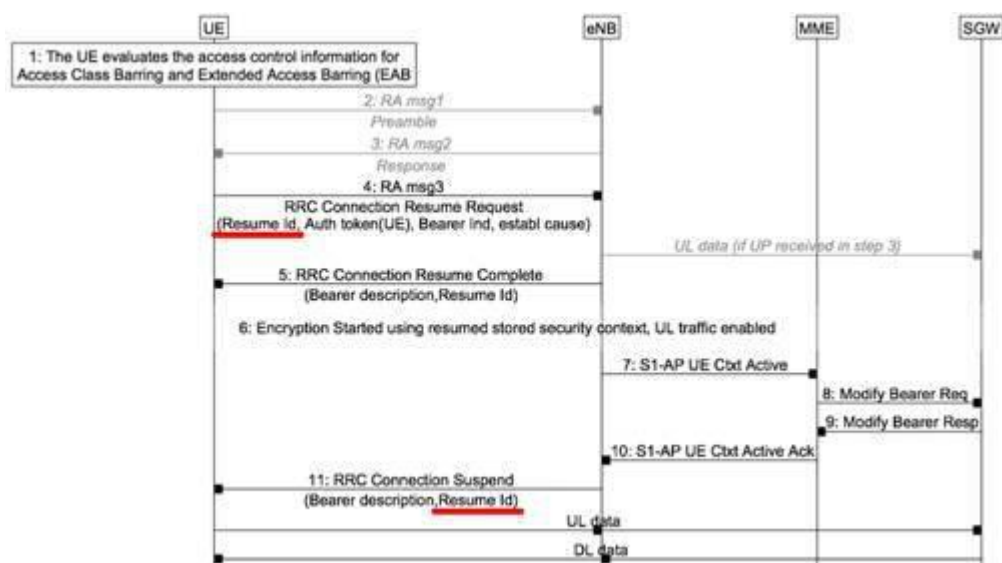 UE
eNB
MME
SGW
1: The UE evaluates the access control information for
Access Class Barring and Extended Access Barring (EAB
2: RA msg1
Preamble
3: RA msg2
Response
4: RA msg3
RRC Connection Resume Request
(Resume Id, Auth token(UE), Bearer Ind, establ cause)
UL data (if UP received in step 3)
5: RRC Connection Resume Complete
(Bearer description,Resume Id)
6: Encryption Started using resumed stored security context, UL traffic enabled
7: S1-AP UE Ctxt Active
8: Modify Bearer Req
9: Modify Bearer Resp
10: S1-AP UE Ctxt Active Ack
11: RRC Connection Suspend
(Bearer description,Resume Id)
UL data
DL data